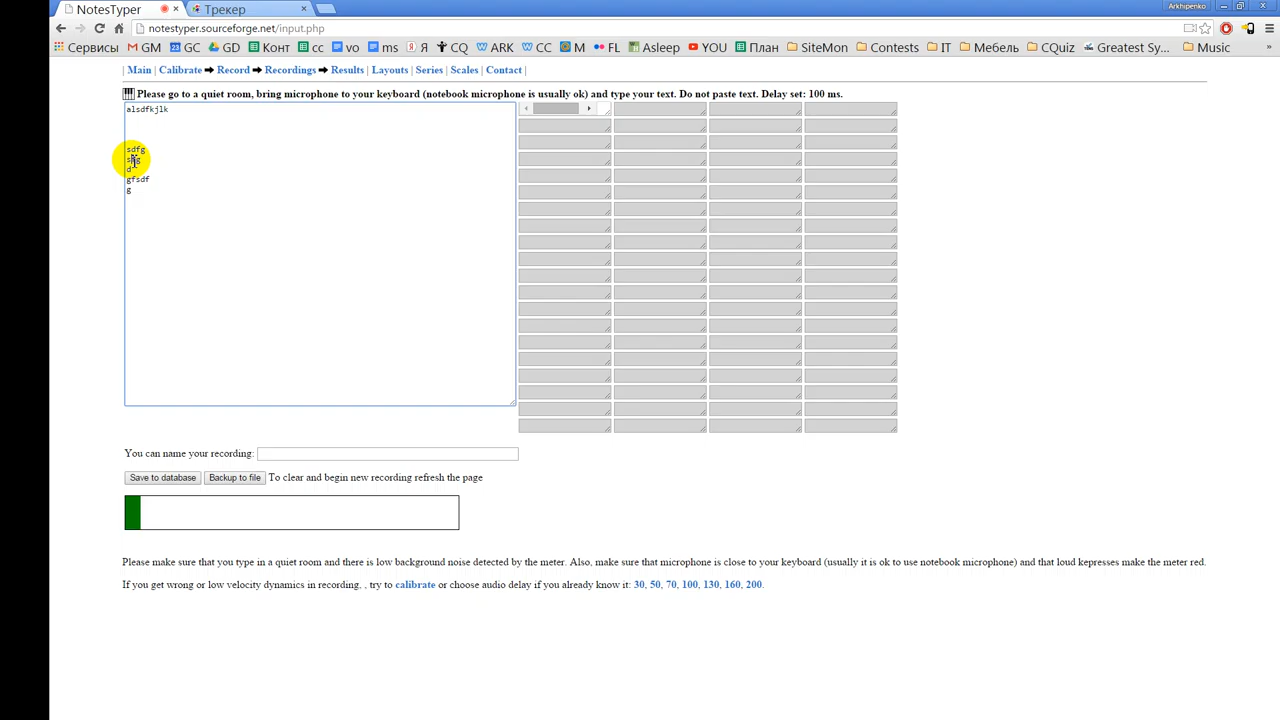 NotesTyper
Трекер
Arkhipenko
notestyper.sourceforge.net/input.php
Сервисы GM GC GD Конт cc vo ms Я CQ ARK CC M FL Asleep YOU План SiteMon Contests IT Мебель CQuiz Greatest Sy... Music »
| Main | Calibrate Record Recordings Results | Layouts | Series | Scales | Contact |
Please go to a quiet room, bring microphone to your keyboard (notebook microphone is usually ok) and type your text. Do not paste text. Delay set: 100 ms.
alsdfkjlk
sdfg
d
gfsdf
g
You can name your recording:
Save to database Backup to file To clear and begin new recording refresh the page
Please make sure that you type in a quiet room and there is low background noise detected by the meter. Also, make sure that microphone is close to your keyboard (usually it is ok to use notebook microphone) and that loud kepresses make the meter red.
If you get wrong or low velocity dynamics in recording, , try to calibrate or choose audio delay if you already know it: 30, 50, 70, 100, 130, 160, 200.